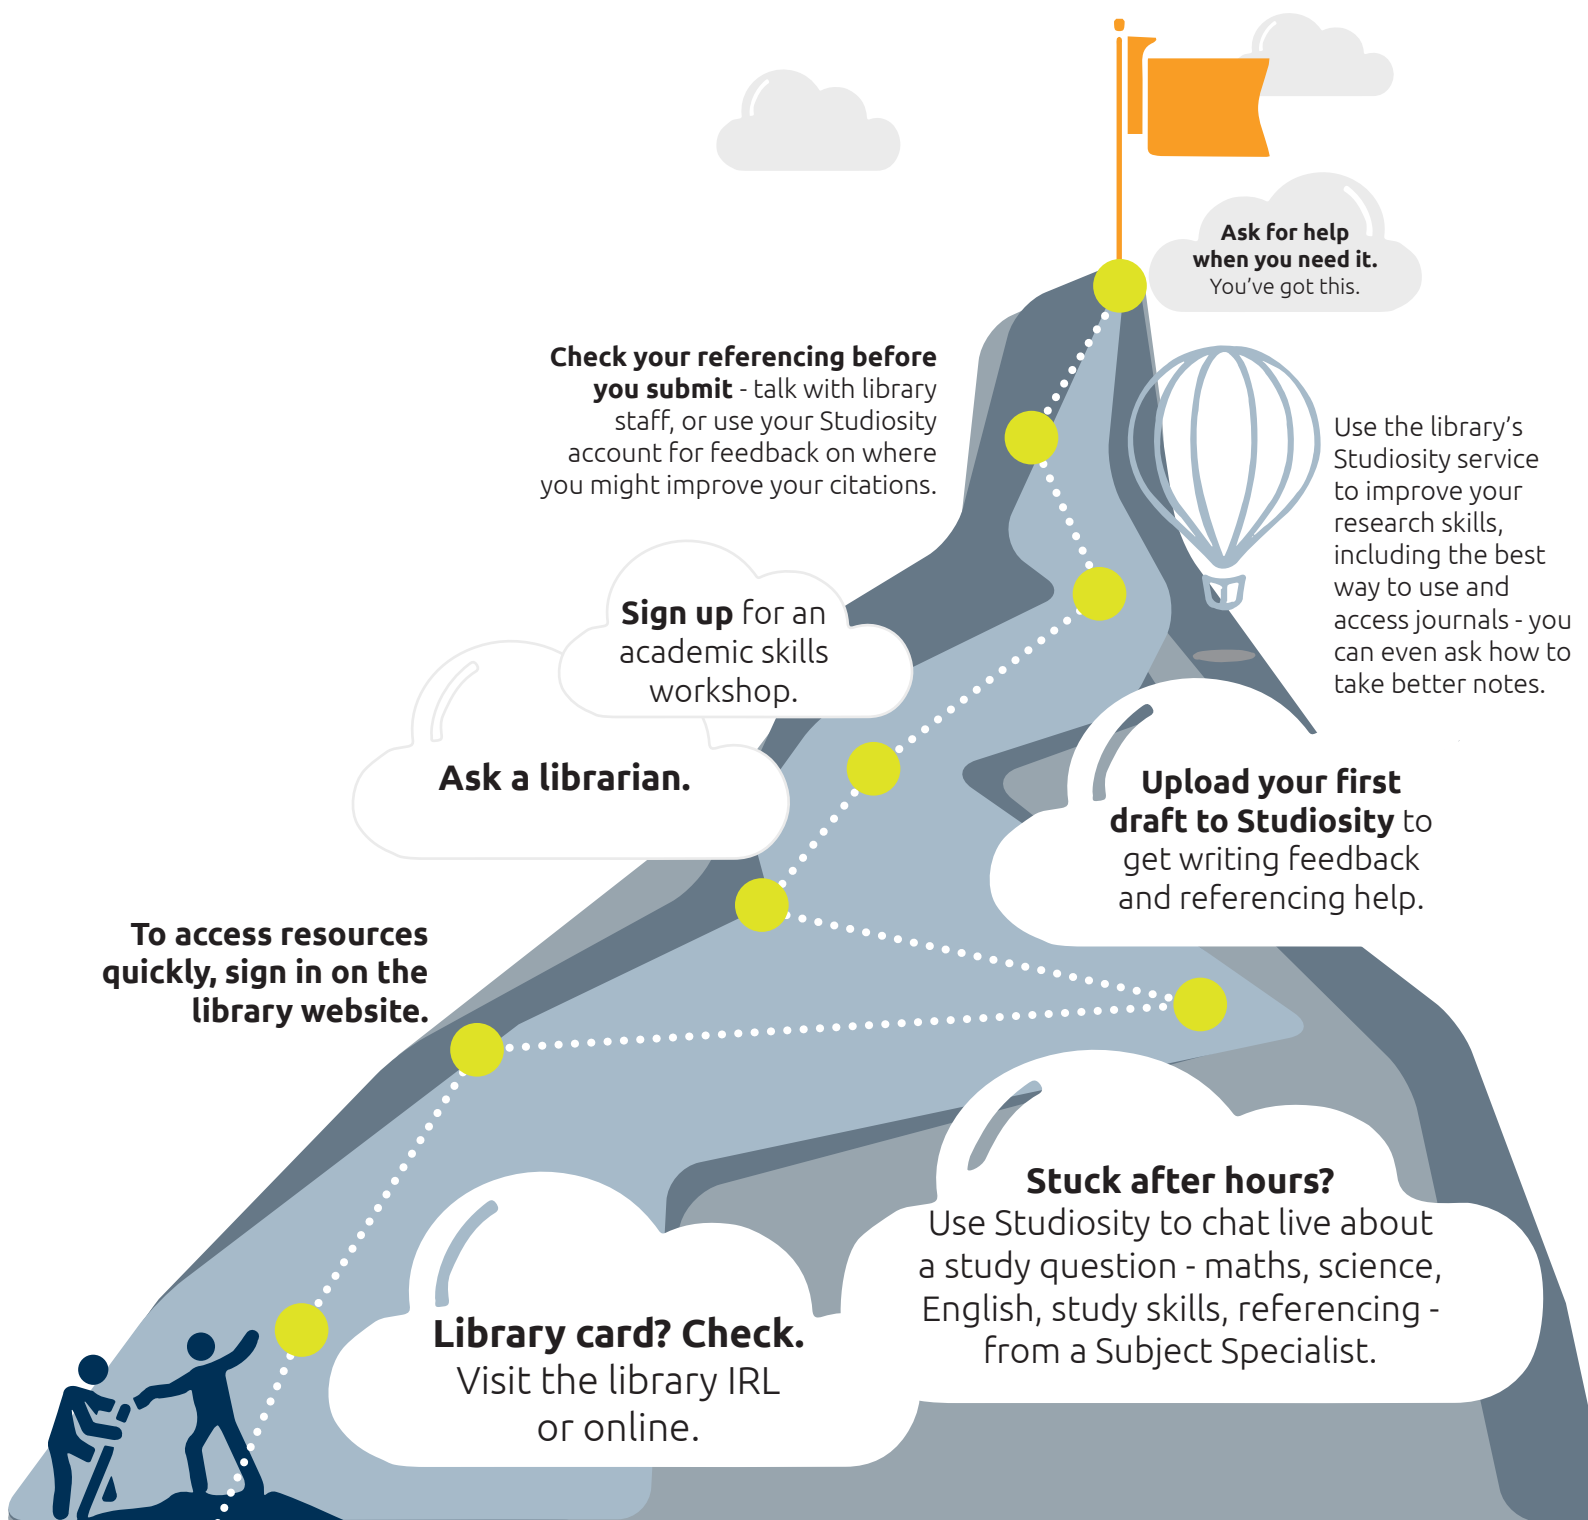 Ask for help
when you need it.
You've got this.
Check your referencing before
you submit - talk with library
staff, or use your Studiosity
account for feedback on where
you might improve your citations.
Use the library's
Studiosity service
to improve your
research skills,
including the best
way to use and
access journals - you
can even ask how to
take better notes.
Sign up for an
academic skills
workshop.
Ask a librarian.
Upload your first
draft to Studiosity to
get writing feedback
and referencing help.
To access resources
quickly, sign in on the
library website.
Stuck after hours?
Use Studiosity to chat live about
a study question - maths, science,
English, study skills, referencing -
from a Subject Specialist.
Library card? Check.
Visit the library IRL
or online.